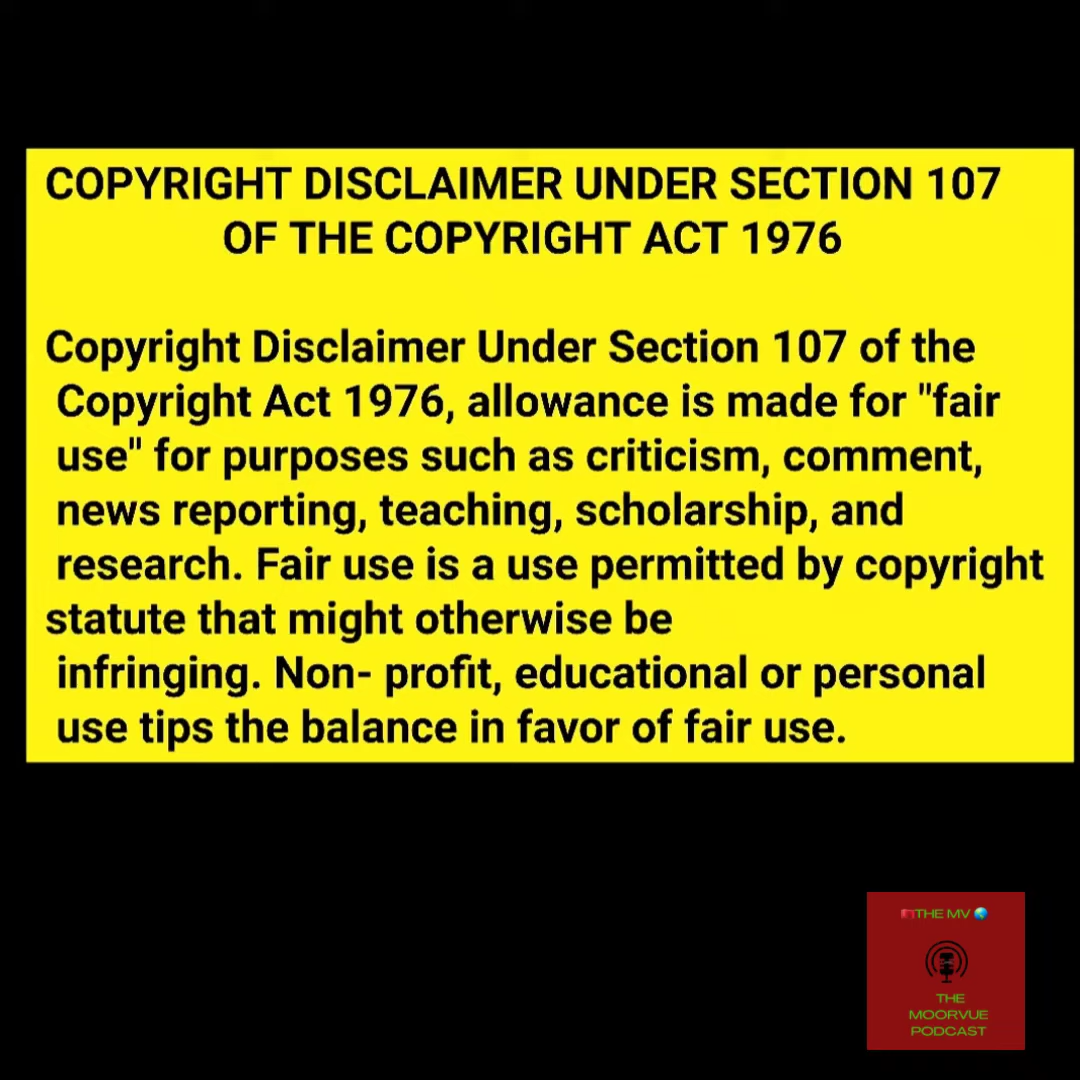 COPYRIGHT DISCLAIMER UNDER SECTION 107
OF THE COPYRIGHT ACT 1976
Copyright Disclaimer Under Section 107 of the
Copyright Act 1976, allowance is made for "fair
use" for purposes such as criticism, comment,
news reporting, teaching, scholarship, and
research. Fair use is a use permitted by copyright
statute that might otherwise be
infringing. Non- profit, educational or personal
use tips the balance in favor of fair use.
🇲🇦THE MV🌏
THE
MOORVUE
PODCAST